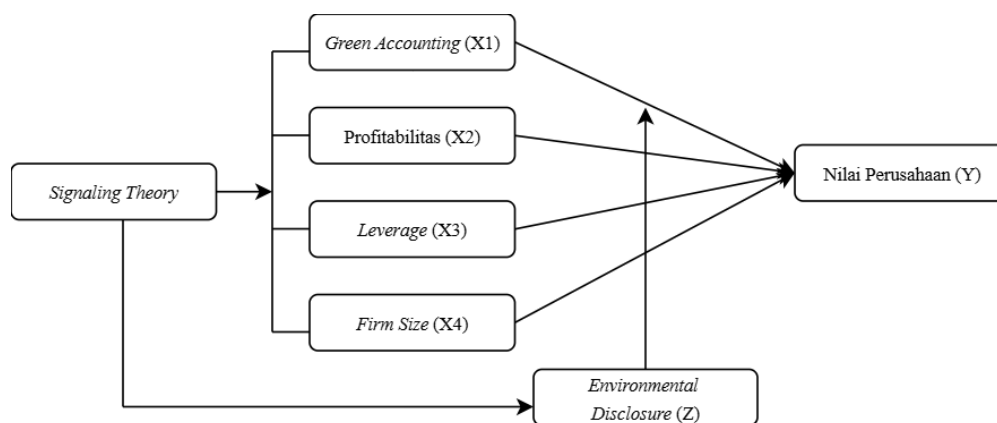 Green Accounting (X1)
Profitabilitas (X2)
Nilai Perusahaan (Y)
Signaling Theory
Leverage (X3)
Firm Size (X4)
Environmental
Disclosure (Z)